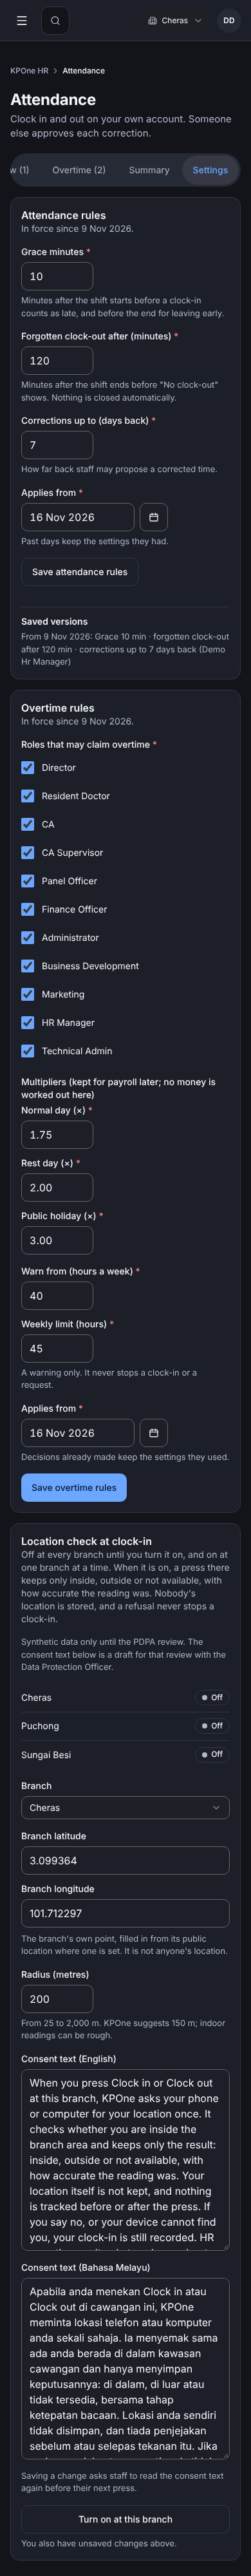 Cheras
DD
KPOne HR > Attendance
Attendance
Clock in and out on your own account. Someone
else approves each correction.
w (1) Overtime (2) Summary Settings
Attendance rules
In force since 9 Nov 2026.
Grace minutes *
10
Minutes after the shift starts before a clock-in
counts as late, and before the end for leaving early.
Forgotten clock-out after (minutes) *
120
Minutes after the shift ends before "No clock-out"
shows. Nothing is closed automatically.
Corrections up to (days back) *
7
How far back staff may propose a corrected time.
Applies from *
16 Nov 2026
Past days keep the settings they had.
Save attendance rules
Saved versions
From 9 Nov 2026: Grace 10 min · forgotten clock-out
after 120 min · corrections up to 7 days back (Demo
Hr Manager)
Overtime rules
In force since 9 Nov 2026.
Roles that may claim overtime *
Director
Resident Doctor
CA
CA Supervisor
Panel Officer
Finance Officer
Administrator
Business Development
Marketing
HR Manager
Technical Admin
Multipliers (kept for payroll later; no money is
worked out here)
Normal day (×) *
1.75
Rest day (×) *
2.00
Public holiday (×) *
3.00
Warn from (hours a week) *
40
Weekly limit (hours) *
45
A warning only. It never stops a clock-in or a
request.
Applies from *
16 Nov 2026
Decisions already made keep the settings they used.
Save overtime rules
Location check at clock-in
Off at every branch until you turn it on, and on at
one branch at a time. When it is on, a press there
keeps only inside, outside or not available, with
how accurate the reading was. Nobody's
location is stored, and a refusal never stops a
clock-in.
Synthetic data only until the PDPA review. The
consent text below is a draft for that review with the
Data Protection Officer.
Cheras Off
Puchong Off
Sungai Besi Off
Branch
Cheras
Branch latitude
3.099364
Branch longitude
101.712297
The branch's own point, filled in from its public
location where one is set. It is not anyone's location.
Radius (metres)
200
From 25 to 2,000 m. KPOne suggests 150 m; indoor
readings can be rough.
Consent text (English)
When you press Clock in or Clock out
at this branch, KPOne asks your phone
or computer for your location once. It
checks whether you are inside the
branch area and keeps only the result:
inside, outside or not available, with
how accurate the reading was. Your
location itself is not kept, and nothing
is tracked before or after the press. If
you say no, or your device cannot find
you, your clock-in is still recorded. HR
Consent text (Bahasa Melayu)
Apabila anda menekan Clock in atau
Clock out di cawangan ini, KPOne
meminta lokasi telefon atau komputer
anda sekali sahaja. Ia menyemak sama
ada anda berada di dalam kawasan
cawangan dan hanya menyimpan
keputusannya: di dalam, di luar atau
tidak tersedia, bersama tahap
ketepatan bacaan. Lokasi anda sendiri
tidak disimpan, dan tiada penjejakan
sebelum atau selepas tekanan itu. Jika
Saving a change asks staff to read the consent text
again before their next press.
Turn on at this branch
You also have unsaved changes above.